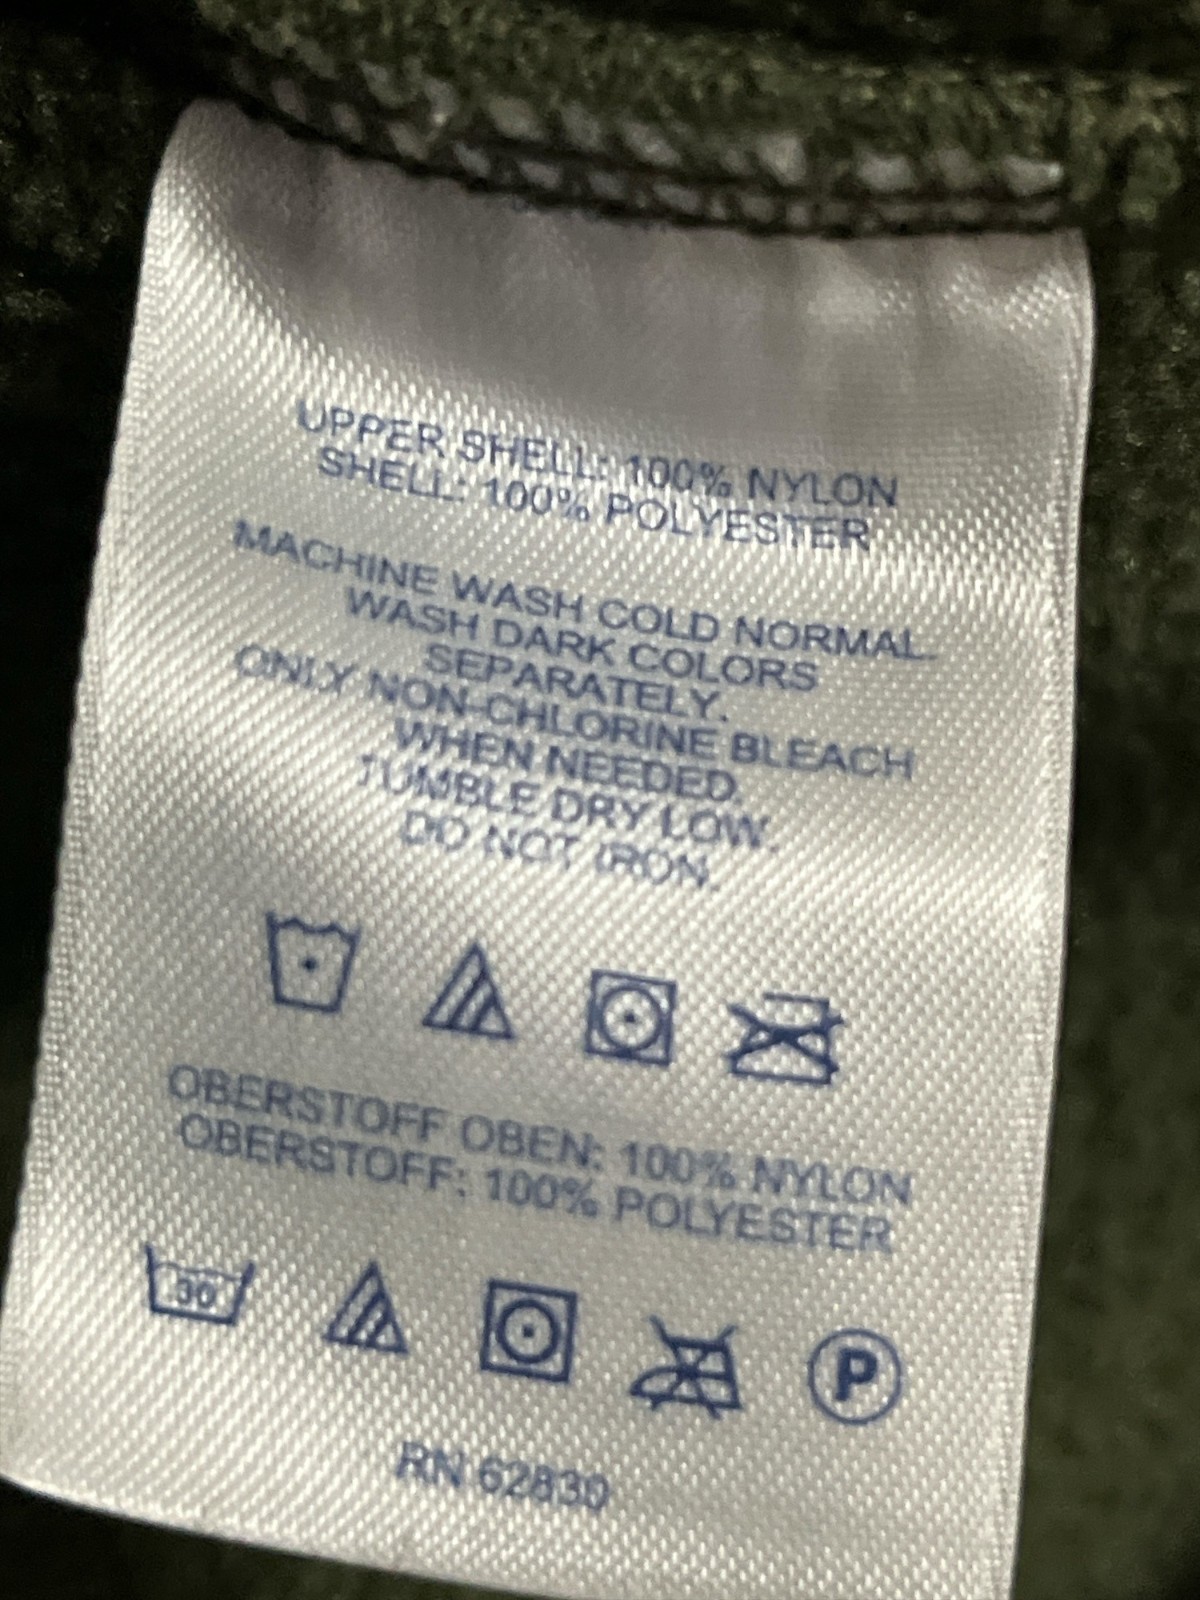 UPPER SHELL: 100% NYLON
SHELL: 100% POLYESTER
MACHINE WASH COLD NORMAL.
WASH DARK COLORS
SEPARATELY.
ONLY NON-CHLORINE BLEACH
WHEN NEEDED.
TUMBLE DRY LOW.
DO NOT IRON.
OBERSTOFF OBEN: 100% NYLON
OBERSTOFF: 100% POLYESTER
30
P
RN 62830